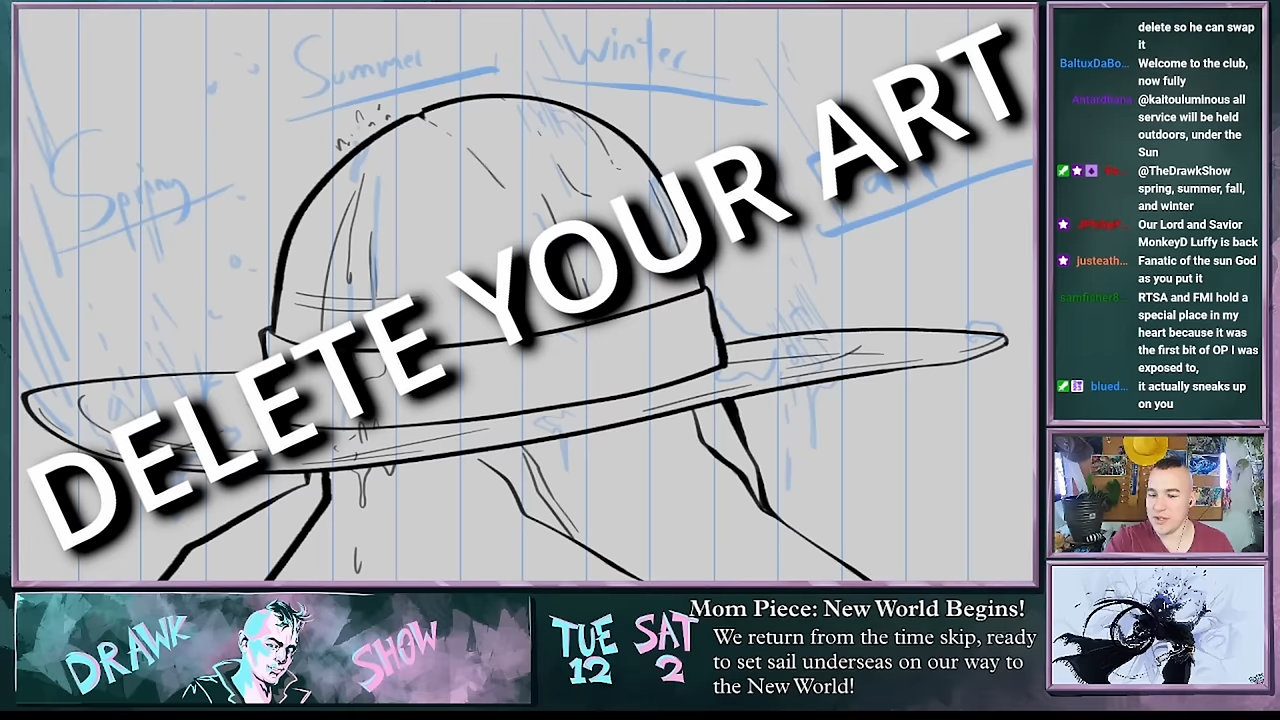 Summer
Winter
Spring
DELETE YOUR ART
delete so he can swap
it
BaltuxDaBo... Welcome to the club,
now fully
@kaitouluminous all
service will be held
outdoors, under the
Sun
@TheDrawkShow
spring, summer, fall,
and winter
Our Lord and Savior
MonkeyD Luffy is back
justeath... Fanatic of the sun God
as you put it
samfisher8... RTSA and FMI hold a
special place in my
heart because it was
the first bit of OP I was
exposed to,
blued... it actually sneaks up
on you
DRAWK
SHOW
TUE
12
SAT
2
Mom Piece: New World Begins!
We return from the time skip, ready
to set sail underseas on our way to
the New World!